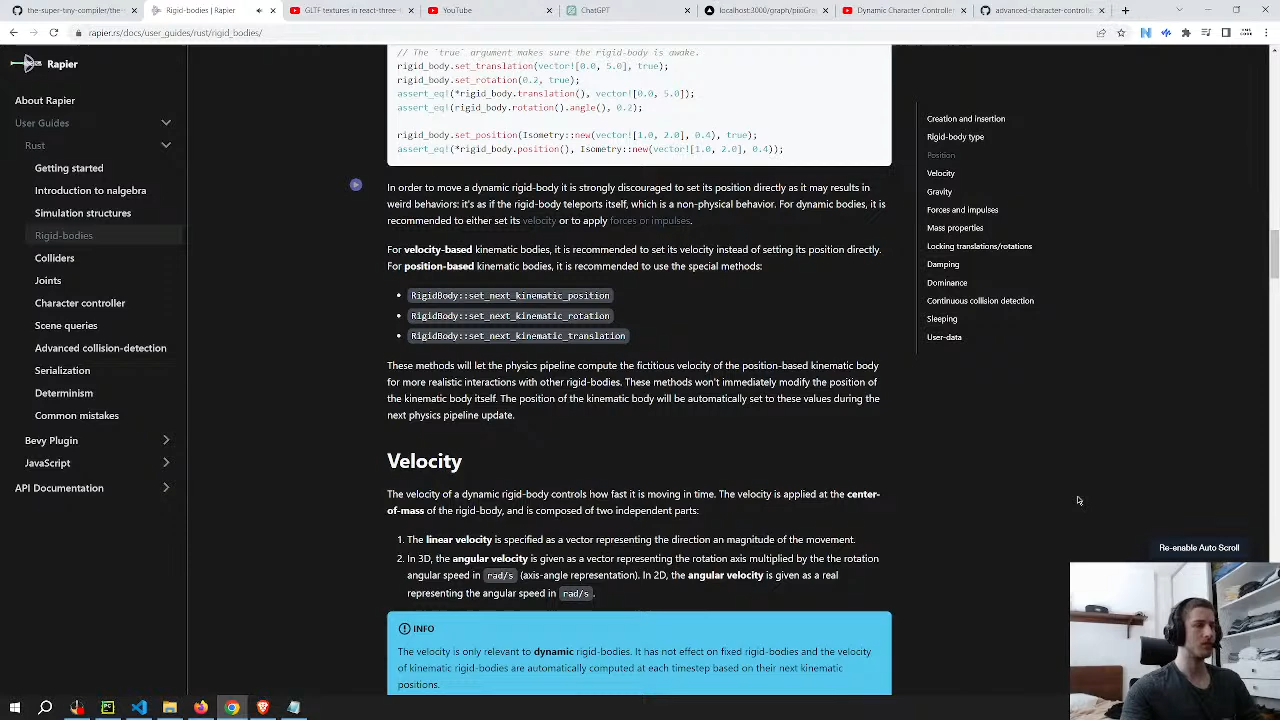 the-super-tiny-compiler/the
Rigid-bodies | Rapier
GLTF textures in react-three-f
YouTube
ChatGPT
localhost:3000/graph/pixiGra
Dynamic Character Controller
advanced-character-controlle
rapier.rs/docs/user_guides/rust/rigid_bodies/
Rapier
About Rapier
User Guides
Rust
Getting started
Introduction to nalgebra
Simulation structures
Rigid-bodies
Colliders
Joints
Character controller
Scene queries
Advanced collision-detection
Serialization
Determinism
Common mistakes
Bevy Plugin
JavaScript
API Documentation
// The `true` argument makes sure the rigid-body is awake.
rigid_body.set_translation(vector![0.0, 5.0], true);
rigid_body.set_rotation(0.2, true);
assert_eq!(*rigid_body.translation(), vector![0.0, 5.0]);
assert_eq!(rigid_body.rotation().angle(), 0.2);
rigid_body.set_position(Isometry::new(vector![1.0, 2.0], 0.4), true);
assert_eq!(*rigid_body.position(), Isometry::new(vector![1.0, 2.0], 0.4));
In order to move a dynamic rigid-body it is strongly discouraged to set its position directly as it may results in
weird behaviors: it's as if the rigid-body teleports itself, which is a non-physical behavior. For dynamic bodies, it is
recommended to either set its velocity or to apply forces or impulses.
For velocity-based kinematic bodies, it is recommended to set its velocity instead of setting its position directly.
For position-based kinematic bodies, it is recommended to use the special methods:
• RigidBody::set_next_kinematic_position
• RigidBody::set_next_kinematic_rotation
• RigidBody::set_next_kinematic_translation
These methods will let the physics pipeline compute the fictitious velocity of the position-based kinematic body
for more realistic interactions with other rigid-bodies. These methods won't immediately modify the position of
the kinematic body itself. The position of the kinematic body will be automatically set to these values during the
next physics pipeline update.
Velocity
The velocity of a dynamic rigid-body controls how fast it is moving in time. The velocity is applied at the center-
of-mass of the rigid-body, and is composed of two independent parts:
1. The linear velocity is specified as a vector representing the direction an magnitude of the movement.
2. In 3D, the angular velocity is given as a vector representing the rotation axis multiplied by the the rotation
angular speed in rad/s (axis-angle representation). In 2D, the angular velocity is given as a real
representing the angular speed in rad/s.
INFO
The velocity is only relevant to dynamic rigid-bodies. It has not effect on fixed rigid-bodies and the velocity
of kinematic rigid-bodies are automatically computed at each timestep based on their next kinematic
positions.
Creation and insertion
Rigid-body type
Position
Velocity
Gravity
Forces and impulses
Mass properties
Locking translations/rotations
Damping
Dominance
Continuous collision detection
Sleeping
User-data
Re-enable Auto Scroll